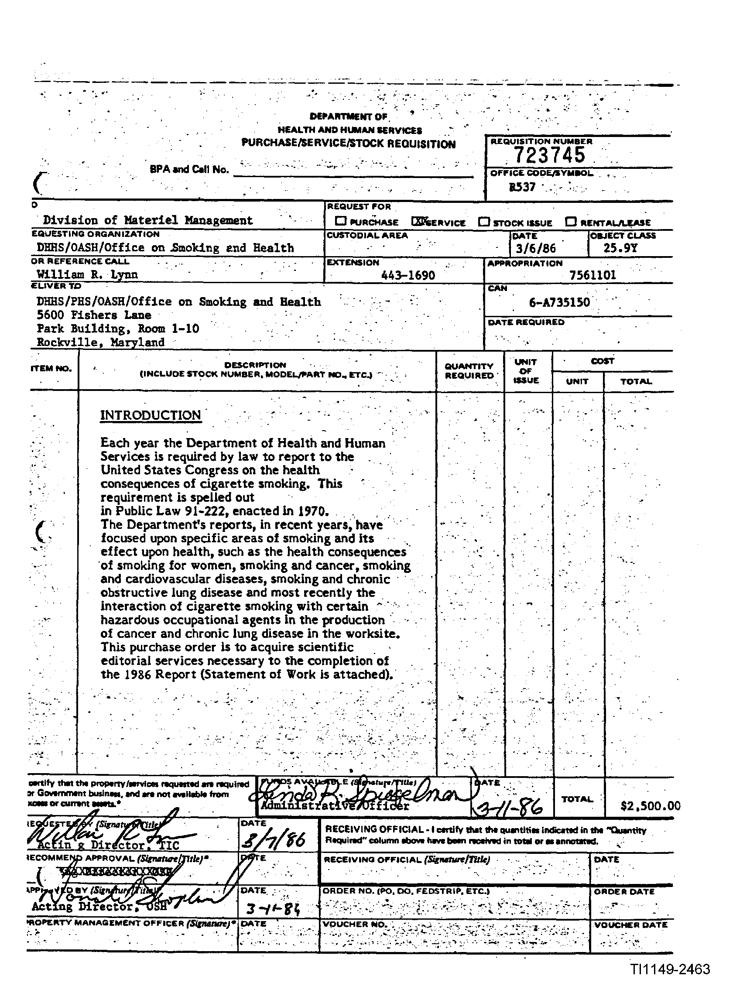 DEPARTMENT OF
HEALTH AND HUMAN SERVICES
PURCHASE/SERVICE/STOCK REQUISITION
REQUISITION NUMBER
723745
BPA and Call No.
OFFICE CODE/SYMBOL
R537
O
Division of Materiel Management
REQUEST FOR
PURCHASE SERVICE STOCK ISSUE RENTAL/LEASE
EQUESTING ORGANIZATION
DHHS/OASH/Office on Smoking and Health
CUSTODIAL AREA
DATE
3/6/86
OBJECT CLASS
25.9Y
OR REFERENCE CALL
William R. Lynn
EXTENSION
443-1690
APPROPRIATION
7561101
ELIVER TO
DHHS/PHS/OASH/Office on Smoking and Health
5600 Fishers Lane
Park Building, Room 1-10
Rockville, Maryland
CAN
6-A735150
DATE REQUIRED
ITEM NO.
DESCRIPTION
(INCLUDE STOCK NUMBER, MODEL/PART NO., ETC.)
QUANTITY
REQUIRED
UNIT
OF
ISSUE
COST
UNIT
TOTAL
INTRODUCTION
Each year the Department of Health and Human
Services is required by law to report to the
United States Congress on the health
consequences of cigarette smoking. This
requirement is spelled out
in Public Law 91-222, enacted in 1970.
The Department's reports, in recent years, have
focused upon specific areas of smoking and its
effect upon health, such as the health consequences
of smoking for women, smoking and cancer, smoking
and cardiovascular diseases, smoking and chronic
obstructive lung disease and most recently the
interaction of cigarette smoking with certain
hazardous occupational agents in the production
of cancer and chronic lung disease in the worksite.
This purchase order is to acquire scientific
editorial services necessary to the completion of
the 1986 Report (Statement of Work is attached).
certify that the property/services requested are required
or Government business, and are not available from
xcess or current assets.*
FUNDS AVAILABLE (Signature/Title)
Linda R. Spiegelman
Administrative Officer
DATE
3-11-86
TOTAL
$2,500.00
REQUESTED BY (Signature/Title)
Acting Director, TIC
DATE
3/7/86
RECEIVING OFFICIAL - I certify that the quantities indicated in the "Quantity
Required" column above have been received in total or as annotated.
RECOMMEND APPROVAL (Signature/Title)*
DATE
RECEIVING OFFICIAL (Signature/Title)
DATE
APPROVED BY (Signature/Title)
Acting Director, OSH
DATE
3-11-86
ORDER NO. (PO, DO, FEDSTRIP, ETC.)
ORDER DATE
PROPERTY MANAGEMENT OFFICER (Signature)*
DATE
VOUCHER NO.
VOUCHER DATE
TI1149-2463